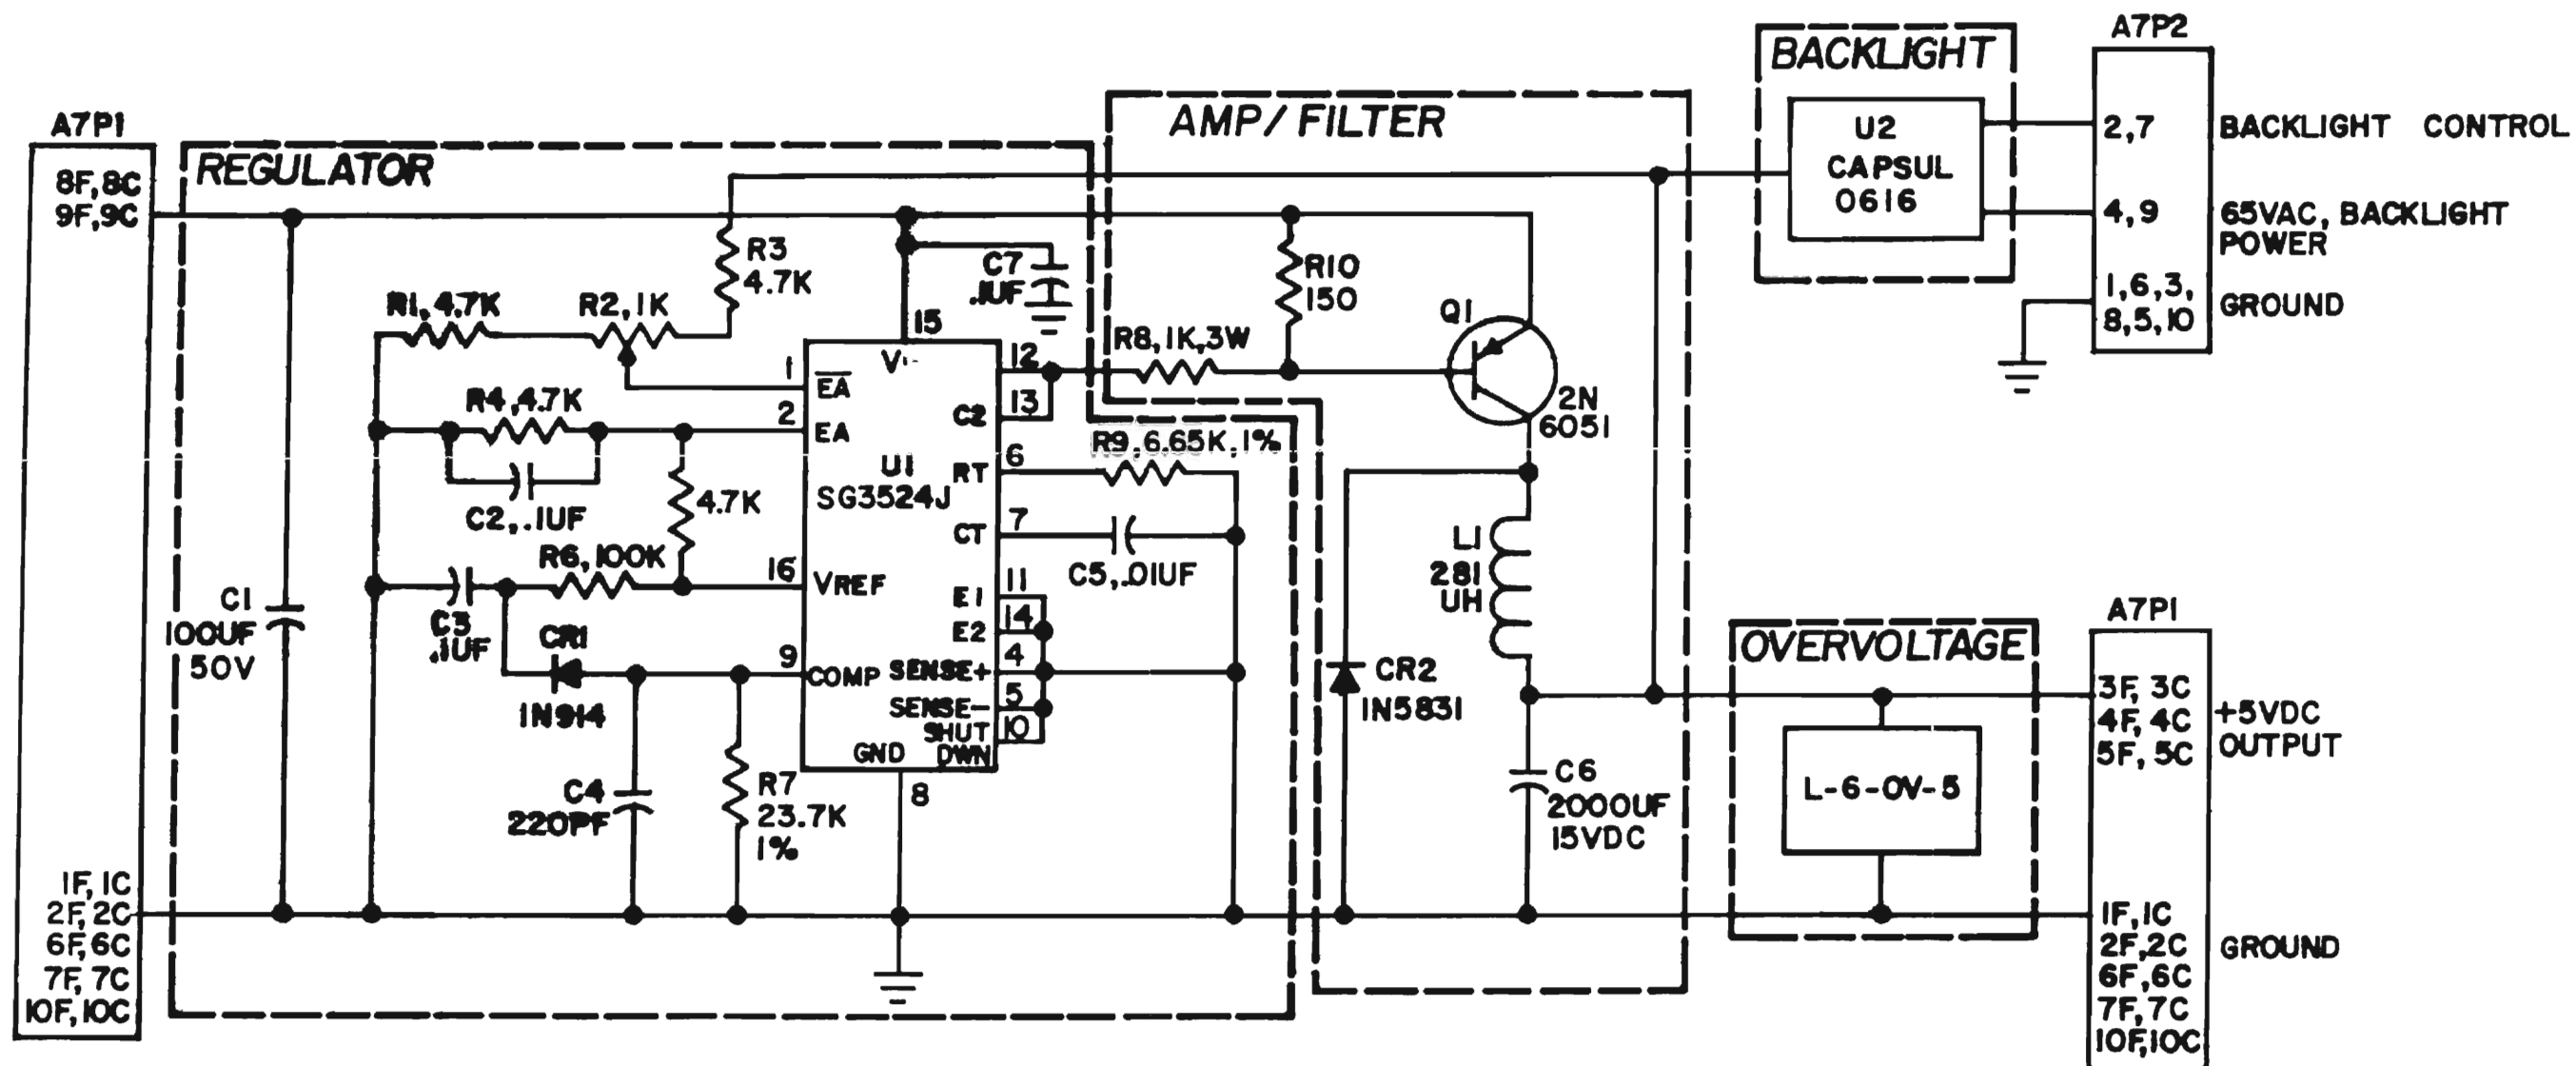 A7P1
8F, 8C
9F, 9C
1F, 1C
2F, 2C
6F, 6C
7F, 7C
10F, 10C
REGULATOR
C1
100UF
50V
R1, 4.7K
R2, 1K
R3
4.7K
R4, 4.7K
C2, .1UF
4.7K
R6, 100K
C3
.1UF
CR1
1N914
C4
220PF
R7
23.7K
1%
C7
.1UF
15
1
2
16
9
8
V
EA
EA
VREF
COMP
GND
U1
SG3524J
C2
RT
CT
E1
E2
SENSE+
SENSE-
SHUT
DWN
12
13
6
7
11
14
4
5
10
R9, 6.65K, 1%
C5, .01UF
AMP/FILTER
R8, 1K, 3W
R10
150
Q1
2N
6051
L1
281
UH
CR2
1N5831
C6
2000UF
15VDC
BACKLIGHT
U2
CAPSUL
0616
A7P2
2,7
BACKLIGHT CONTROL
4,9
65VAC, BACKLIGHT
POWER
1,6,3,
8,5,10
GROUND
OVERVOLTAGE
L-6-OV-5
A7P1
3F, 3C
4F, 4C
5F, 5C
+5VDC
OUTPUT
1F, 1C
2F, 2C
6F, 6C
7F, 7C
10F, 10C
GROUND